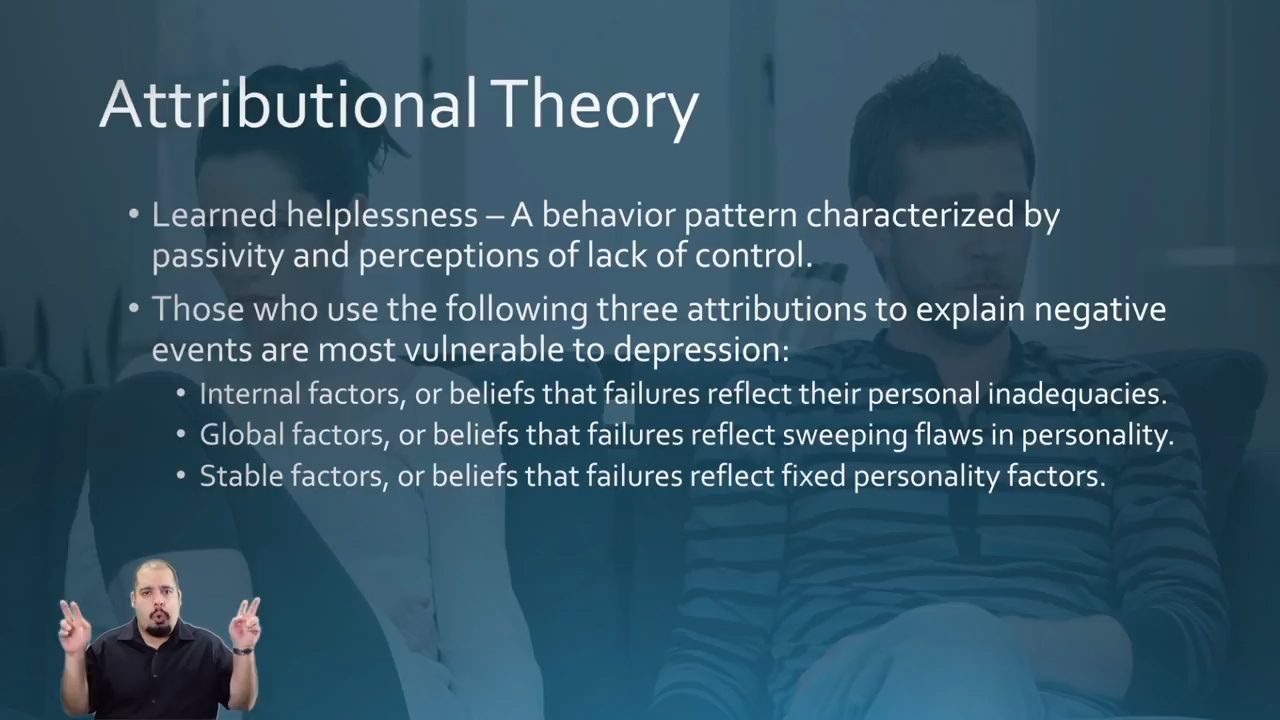 Attributional Theory
• Learned helplessness – A behavior pattern characterized by
passivity and perceptions of lack of control.
• Those who use the following three attributions to explain negative
events are most vulnerable to depression:
• Internal factors, or beliefs that failures reflect their personal inadequacies.
• Global factors, or beliefs that failures reflect sweeping flaws in personality.
• Stable factors, or beliefs that failures reflect fixed personality factors.